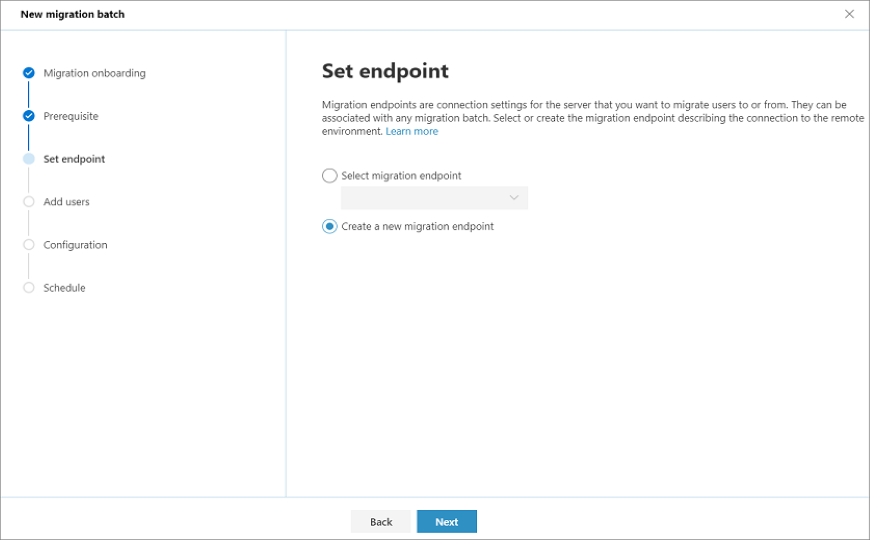 New migration batch
Migration onboarding
Prerequisite
Set endpoint
Add users
Configuration
Schedule
Set endpoint
Migration endpoints are connection settings for the server that you want to migrate users to or from. They can be
associated with any migration batch. Select or create the migration endpoint describing the connection to the remote
environment. Learn more
Select migration endpoint
Create a new migration endpoint
Back
Next